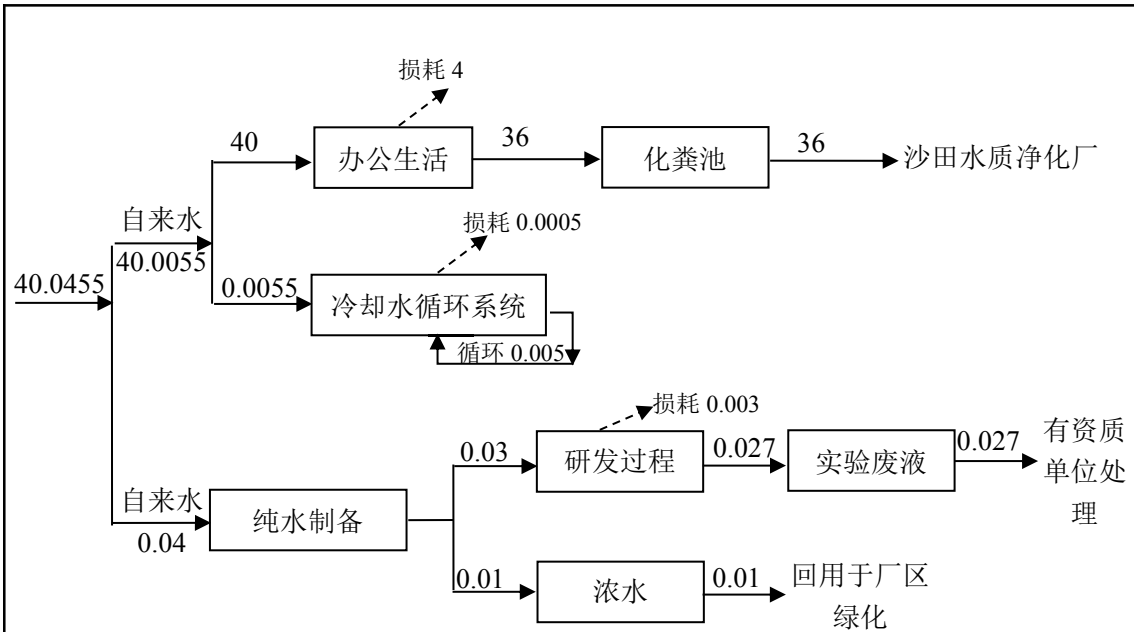 损耗 4
40
办公生活
36
化粪池
36
沙田水质净化厂
自来水
40.0055
损耗 0.0005
40.0455
0.0055
冷却水循环系统
循环 0.005
损耗 0.003
0.03
研发过程
0.027
实验废液
0.027
有资质
单位处
理
自来水
0.04
纯水制备
0.01
浓水
0.01
回用于厂区
绿化